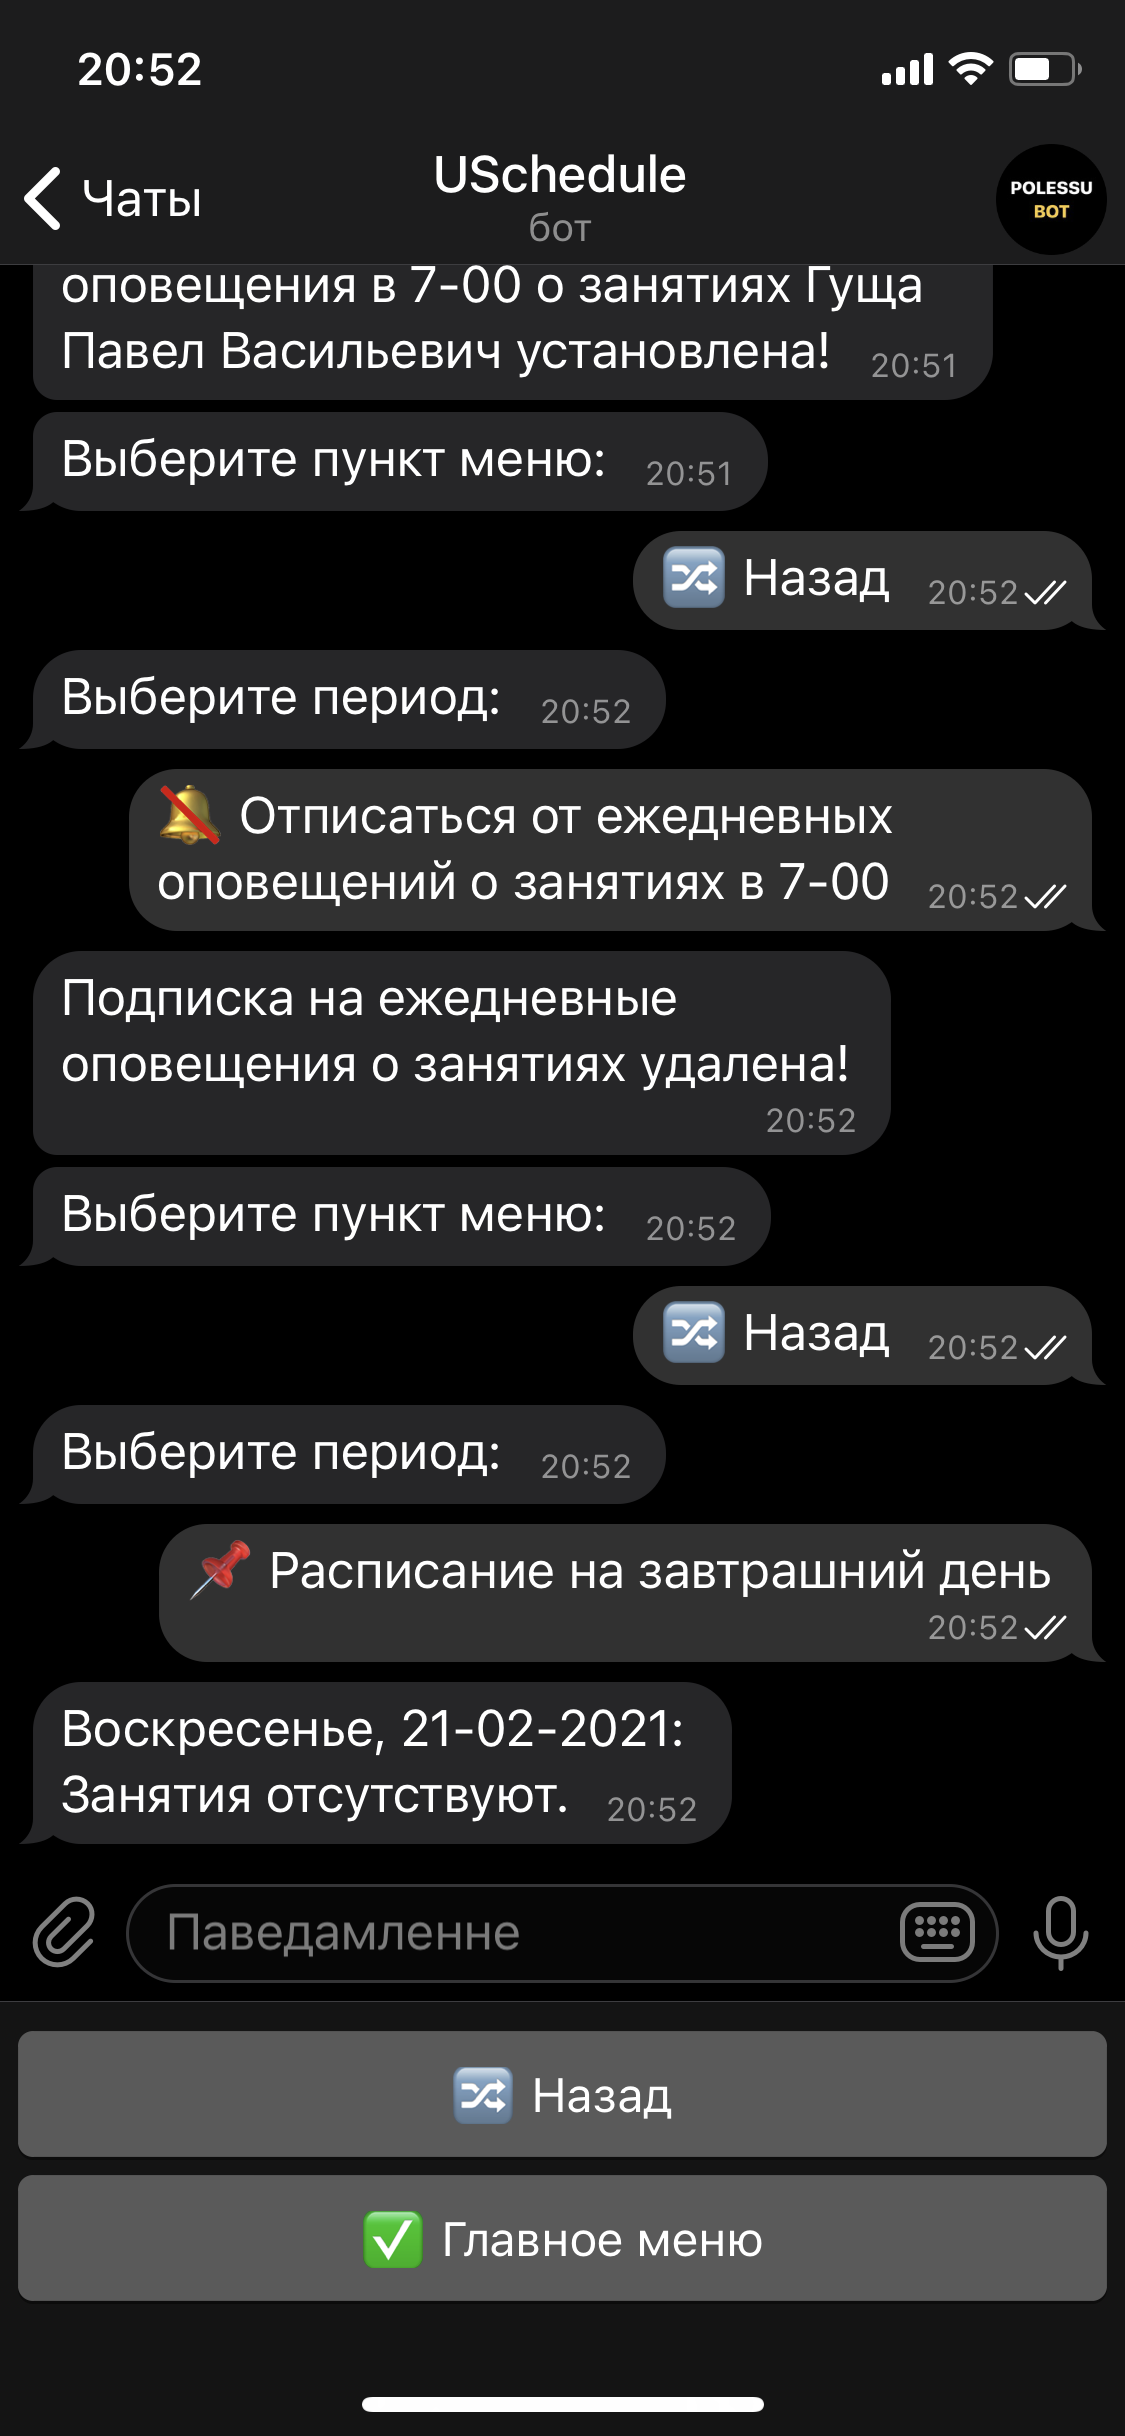 20:52
Чаты
USchedule
бот
POLESSU
BOT
оповещения в 7-00 о занятиях Гуща
Павел Васильевич установлена! 20:51
Выберите пункт меню: 20:51
🔀 Назад 20:52
Выберите период: 20:52
🔕 Отписаться от ежедневных
оповещений о занятиях в 7-00 20:52
Подписка на ежедневные
оповещения о занятиях удалена!
20:52
Выберите пункт меню: 20:52
🔀 Назад 20:52
Выберите период: 20:52
📌 Расписание на завтрашний день
20:52
Воскресенье, 21-02-2021:
Занятия отсутствуют. 20:52
Паведамленне
🔀 Назад
✅ Главное меню